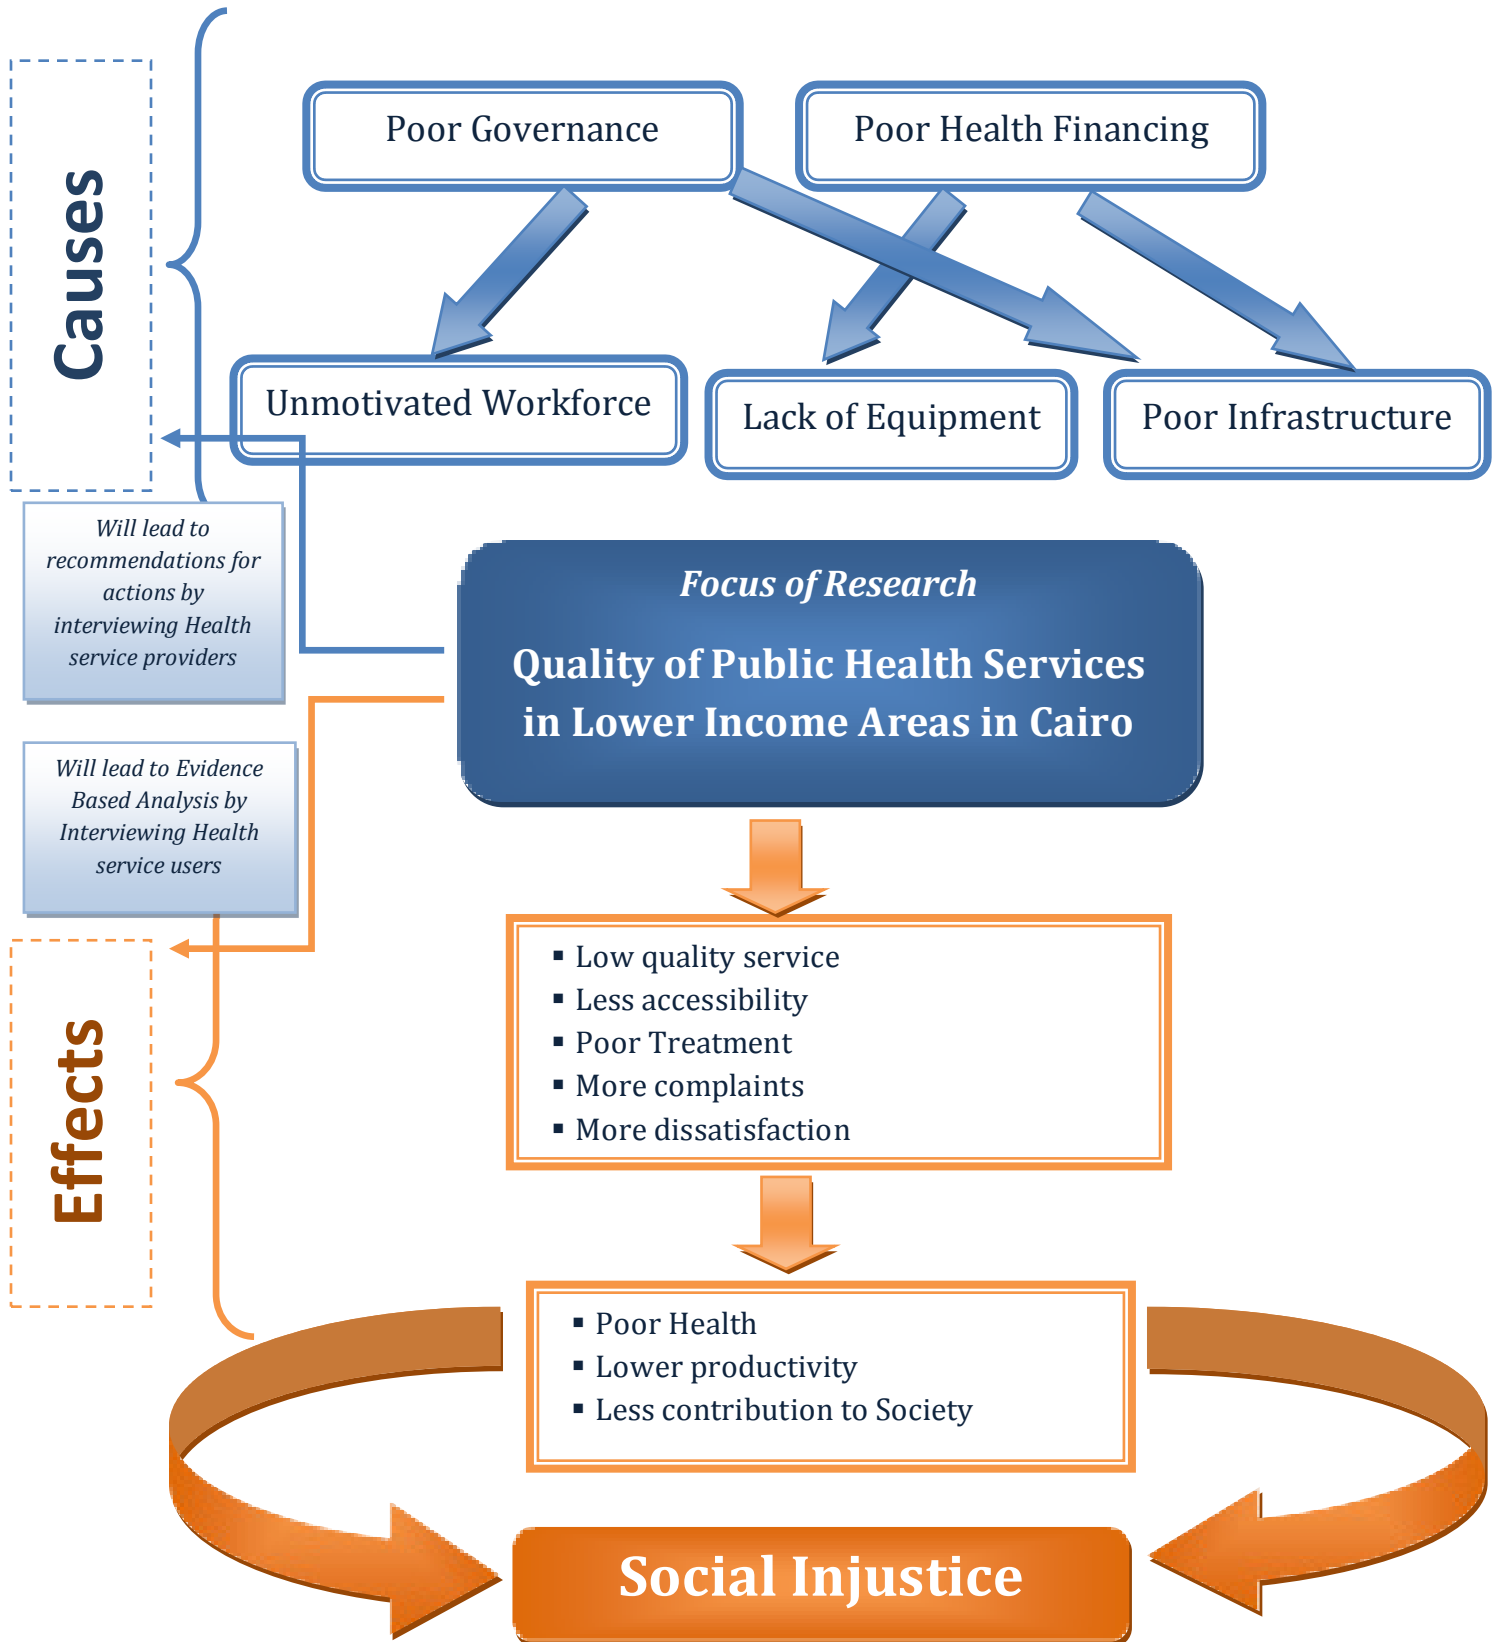 Causes
Poor Governance
Poor Health Financing
Unmotivated Workforce
Lack of Equipment
Poor Infrastructure
Will lead to
recommendations for
actions by
interviewing Health
service providers
Focus of Research
Quality of Public Health Services
in Lower Income Areas in Cairo
Will lead to Evidence
Based Analysis by
Interviewing Health
service users
Effects
▪ Low quality service
▪ Less accessibility
▪ Poor Treatment
▪ More complaints
▪ More dissatisfaction
▪ Poor Health
▪ Lower productivity
▪ Less contribution to Society
Social Injustice